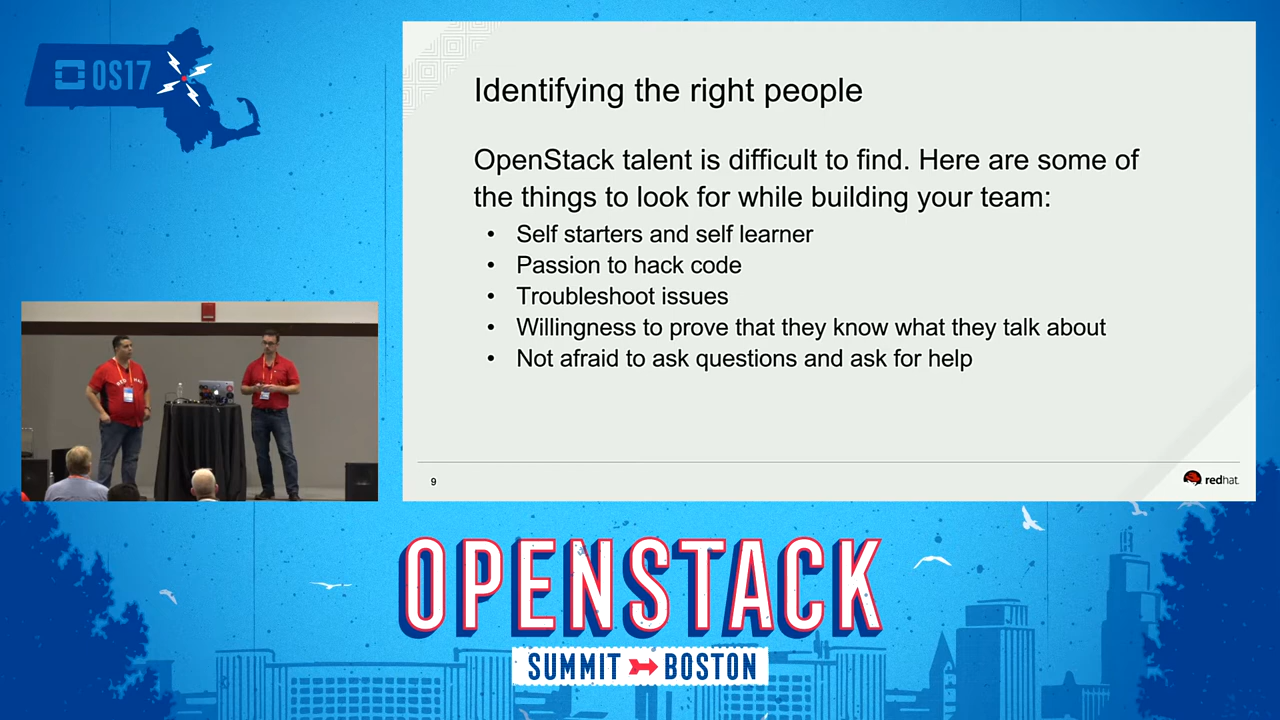 OS17
Identifying the right people
OpenStack talent is difficult to find. Here are some of
the things to look for while building your team:
• Self starters and self learner
• Passion to hack code
• Troubleshoot issues
• Willingness to prove that they know what they talk about
• Not afraid to ask questions and ask for help
9
redhat.
RED HAT
OPENSTACK
SUMMIT BOSTON